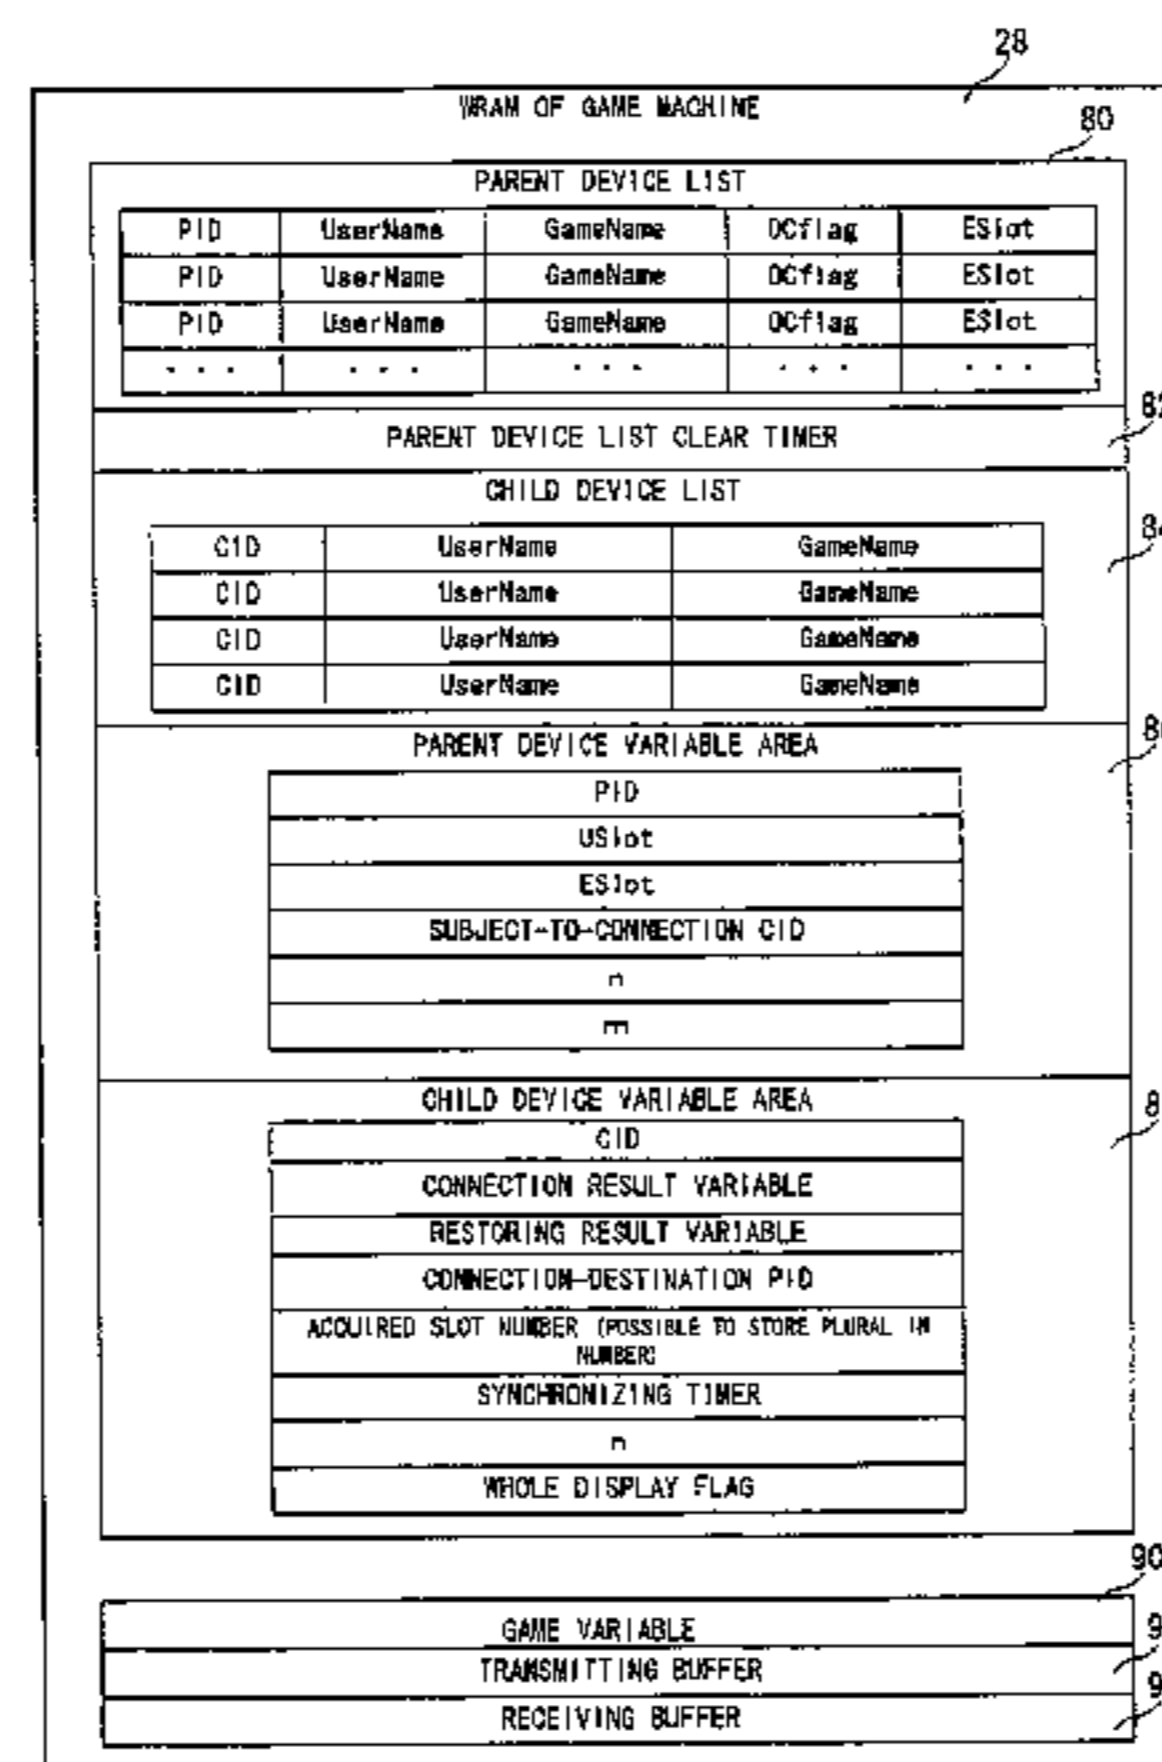 28
WRAM OF GAME MACHINE
80
PARENT DEVICE LIST
PID UserName GameName OCflag ESlot
PID UserName GameName OCflag ESlot
PID UserName GameName OCflag ESlot
. . . . . . . . . . . . . . .
PARENT DEVICE LIST CLEAR TIMER
CHILD DEVICE LIST
CID UserName GameName
CID UserName GameName
CID UserName GameName
CID UserName GameName
PARENT DEVICE VARIABLE AREA
PID
USlot
ESlot
SUBJECT-TO-CONNECTION CID
n
m
CHILD DEVICE VARIABLE AREA
CID
CONNECTION RESULT VARIABLE
RESTORING RESULT VARIABLE
CONNECTION-DESTINATION PID
ACQUIRED SLOT NUMBER (POSSIBLE TO STORE PLURAL IN
NUMBER)
SYNCHRONIZING TIMER
n
WHOLE DISPLAY FLAG
90
GAME VARIABLE
TRANSMITTING BUFFER
RECEIVING BUFFER